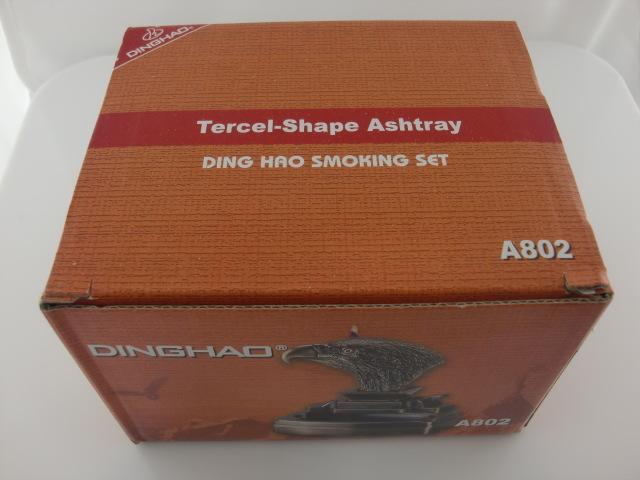 DINGHAO®
Tercel-Shape Ashtray
DING HAO SMOKING SET
A802
DINGHAO®
A802